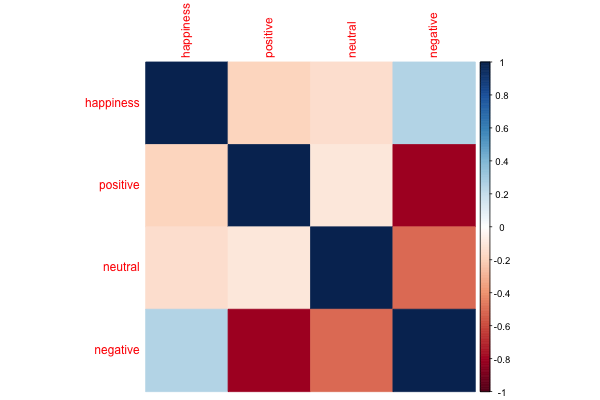 happiness
positive
neutral
negative
happiness
positive
neutral
negative
1
0.8
0.6
0.4
0.2
0
-0.2
-0.4
-0.6
-0.8
-1